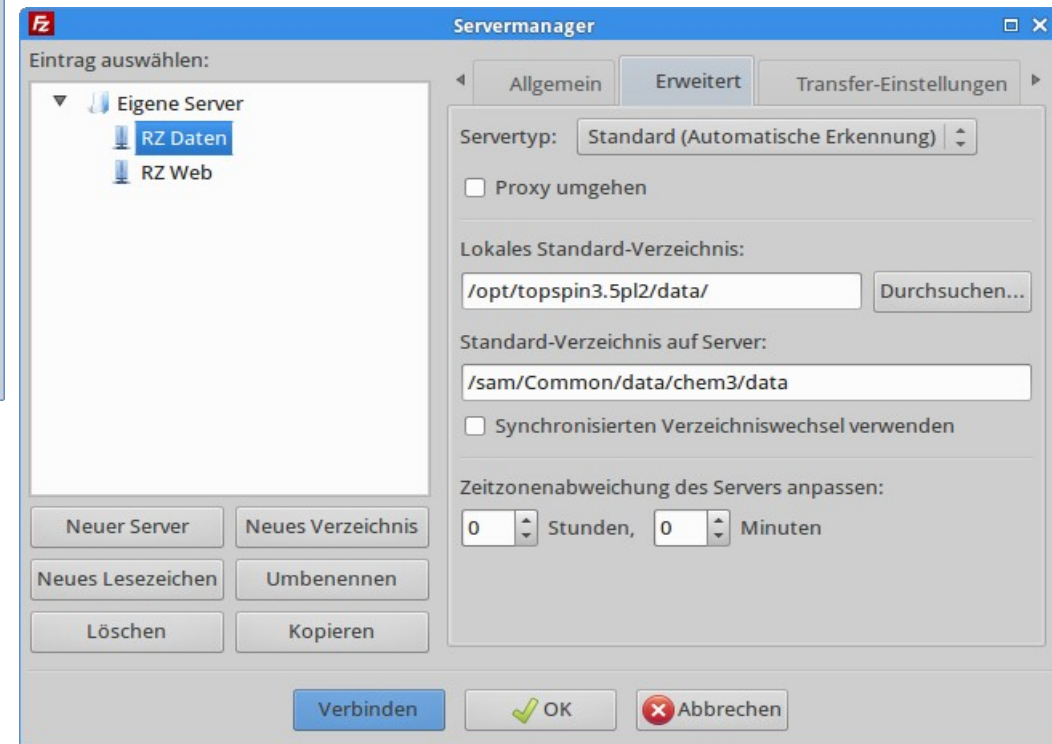 Fz
Servermanager
Eintrag auswählen:
Eigene Server
RZ Daten
RZ Web
Neuer Server
Neues Verzeichnis
Neues Lesezeichen
Umbenennen
Löschen
Kopieren
Allgemein
Erweitert
Transfer-Einstellungen
Servertyp:
Standard (Automatische Erkennung)
Proxy umgehen
Lokales Standard-Verzeichnis:
/opt/topspin3.5pl2/data/
Durchsuchen...
Standard-Verzeichnis auf Server:
/sam/Common/data/chem3/data
Synchronisierten Verzeichniswechsel verwenden
Zeitzonenabweichung des Servers anpassen:
0 Stunden, 0 Minuten
Verbinden
OK
Abbrechen